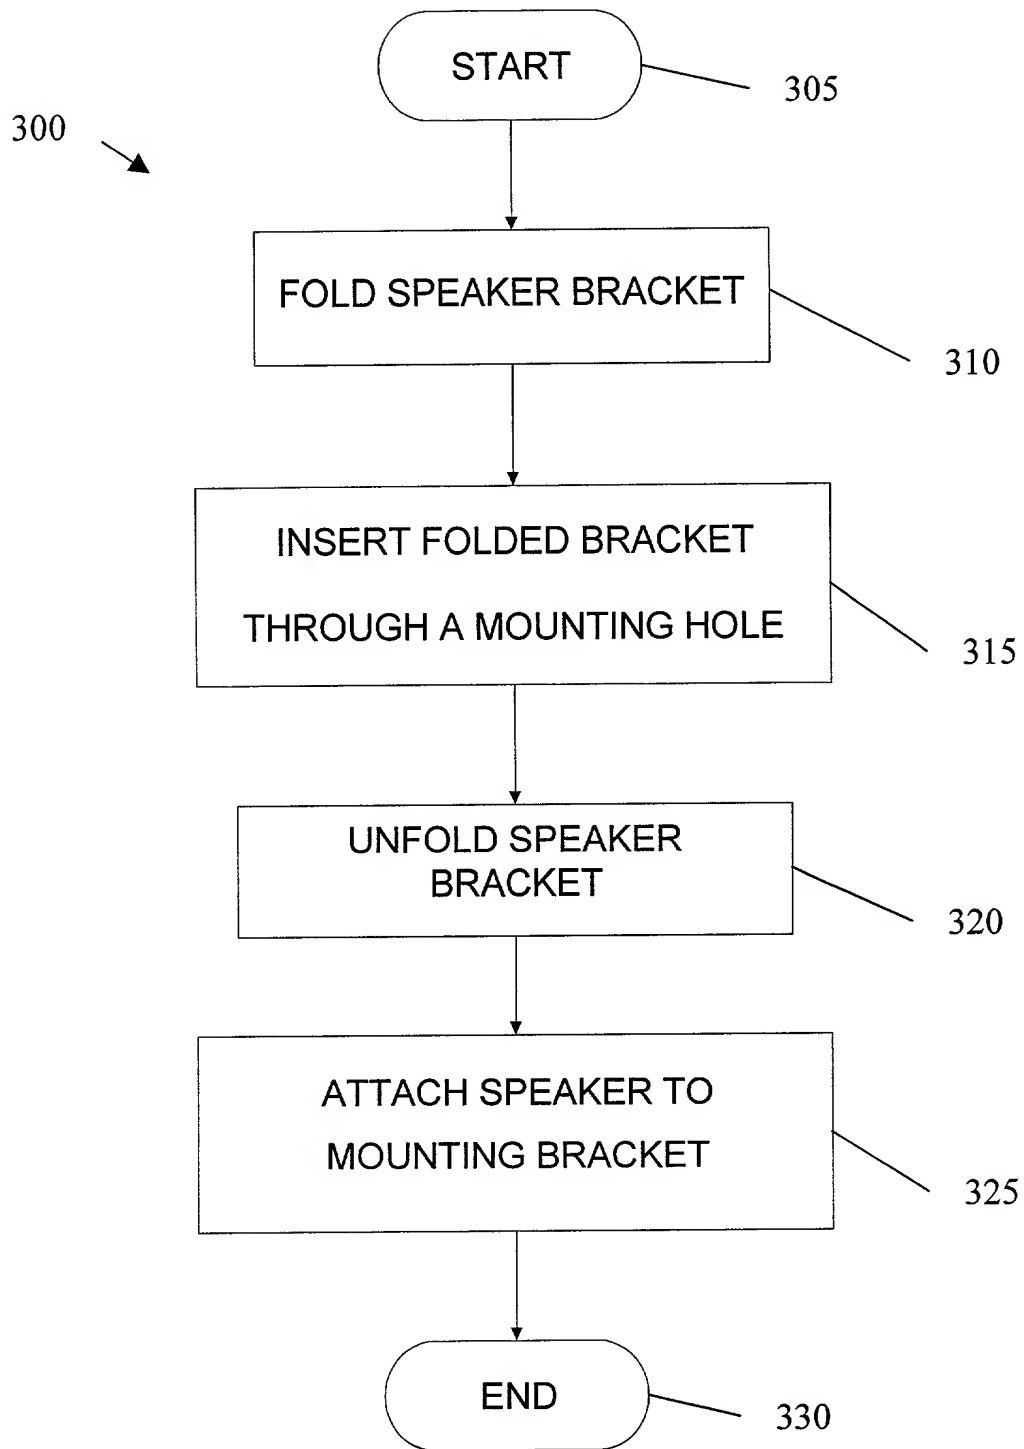 START
305
300
FOLD SPEAKER BRACKET
310
INSERT FOLDED BRACKET
THROUGH A MOUNTING HOLE
315
UNFOLD SPEAKER
BRACKET
320
ATTACH SPEAKER TO
MOUNTING BRACKET
325
END
330